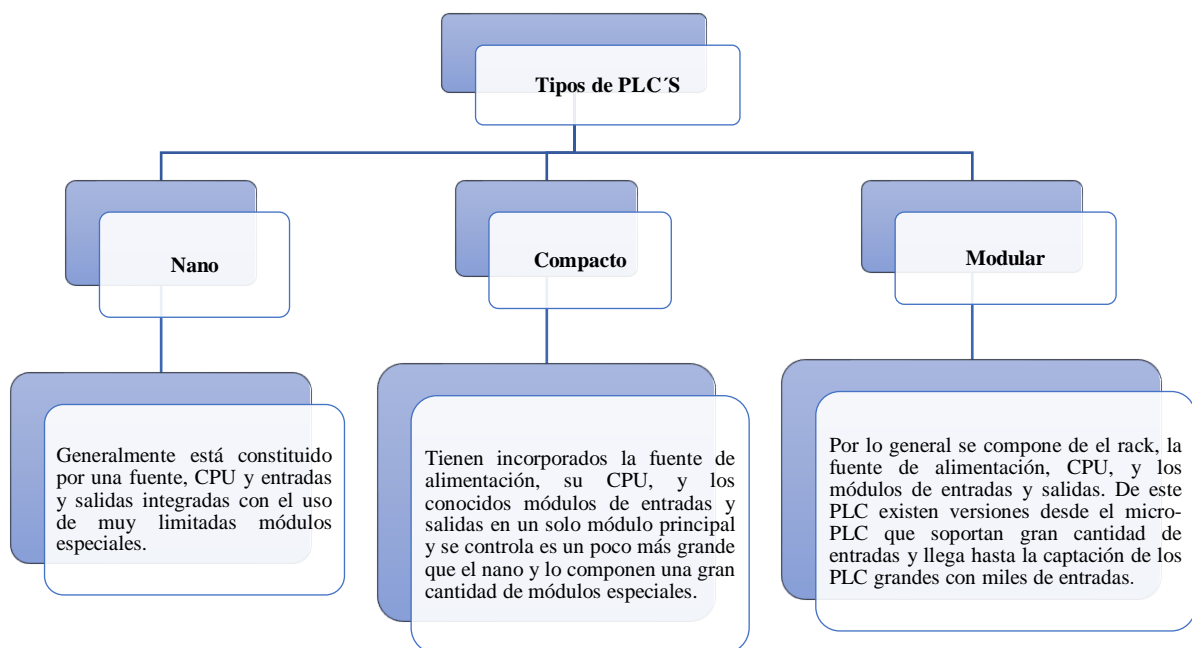 Tipos de PLC´S
Nano
Compacto
Modular
Generalmente está constituido
por una fuente, CPU y entradas
y salidas integradas con el uso
de muy limitadas módulos
especiales.
Tienen incorporados la fuente de
alimentación, su CPU, y los
conocidos módulos de entradas y
salidas en un solo módulo principal
y se controla es un poco más grande
que el nano y lo componen una gran
cantidad de módulos especiales.
Por lo general se compone de el rack, la
fuente de alimentación, CPU, y los
módulos de entradas y salidas. De este
PLC existen versiones desde el micro-
PLC que soportan gran cantidad de
entradas y llega hasta la captación de los
PLC grandes con miles de entradas.